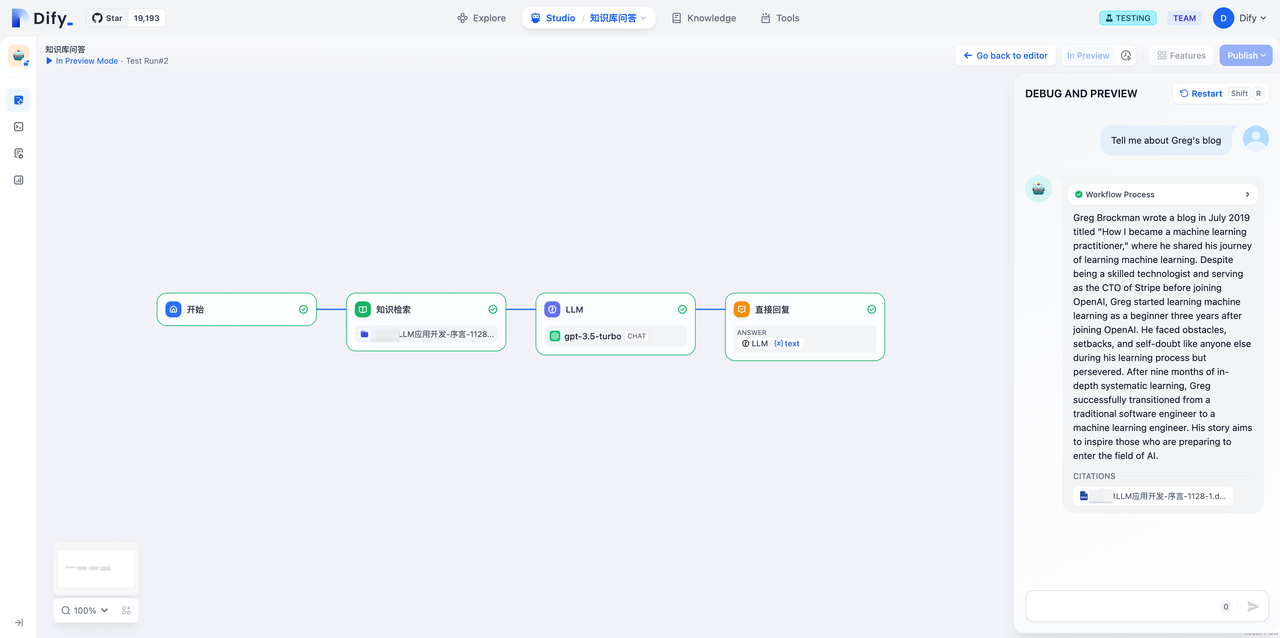 Dify_
Star 19,193
Explore
Studio / 知识库问答
Knowledge
Tools
TESTING
TEAM
D Dify
知识库问答
In Preview Mode · Test Run#2
Go back to editor
In Preview
Features
Publish
DEBUG AND PREVIEW
Restart Shift R
Tell me about Greg's blog
Workflow Process
Greg Brockman wrote a blog in July 2019
titled "How I became a machine learning
practitioner," where he shared his journey
of learning machine learning. Despite
being a skilled technologist and serving
as the CTO of Stripe before joining
OpenAI, Greg started learning machine
learning as a beginner three years after
joining OpenAI. He faced obstacles,
setbacks, and self-doubt like anyone else
during his learning process but
persevered. After nine months of in-
depth systematic learning, Greg
successfully transitioned from a
traditional software engineer to a
machine learning engineer. His story aims
to inspire those who are preparing to
enter the field of AI.
CITATIONS
LLM应用开发-序言-1128-1.d...
开始
知识检索
LLM应用开发-序言-1128...
LLM
gpt-3.5-turbo CHAT
直接回复
ANSWER
LLM / {x} text
100%
0